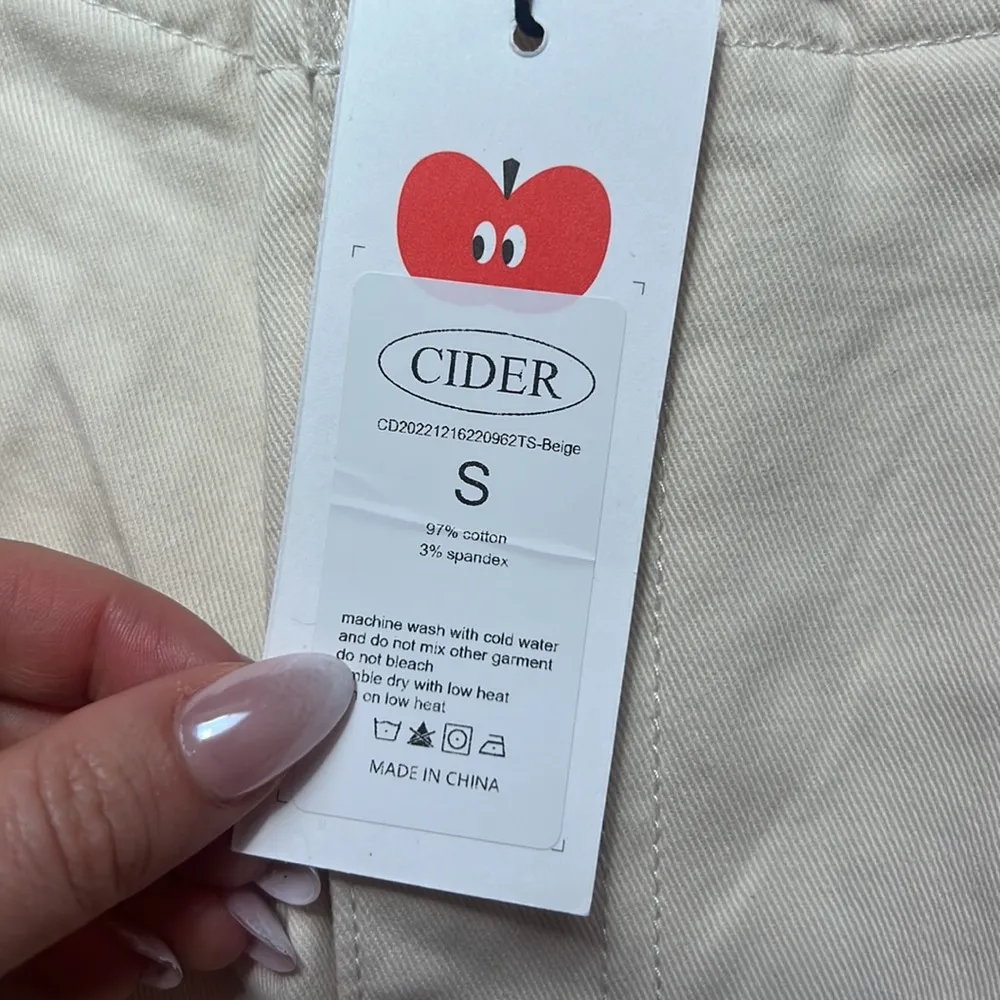 CIDER
CD20221216220962TS-Beige
S
97% cotton
3% spandex
machine wash with cold water
and do not mix other garment
do not bleach
dry with low heat
on low heat
MADE IN CHINA